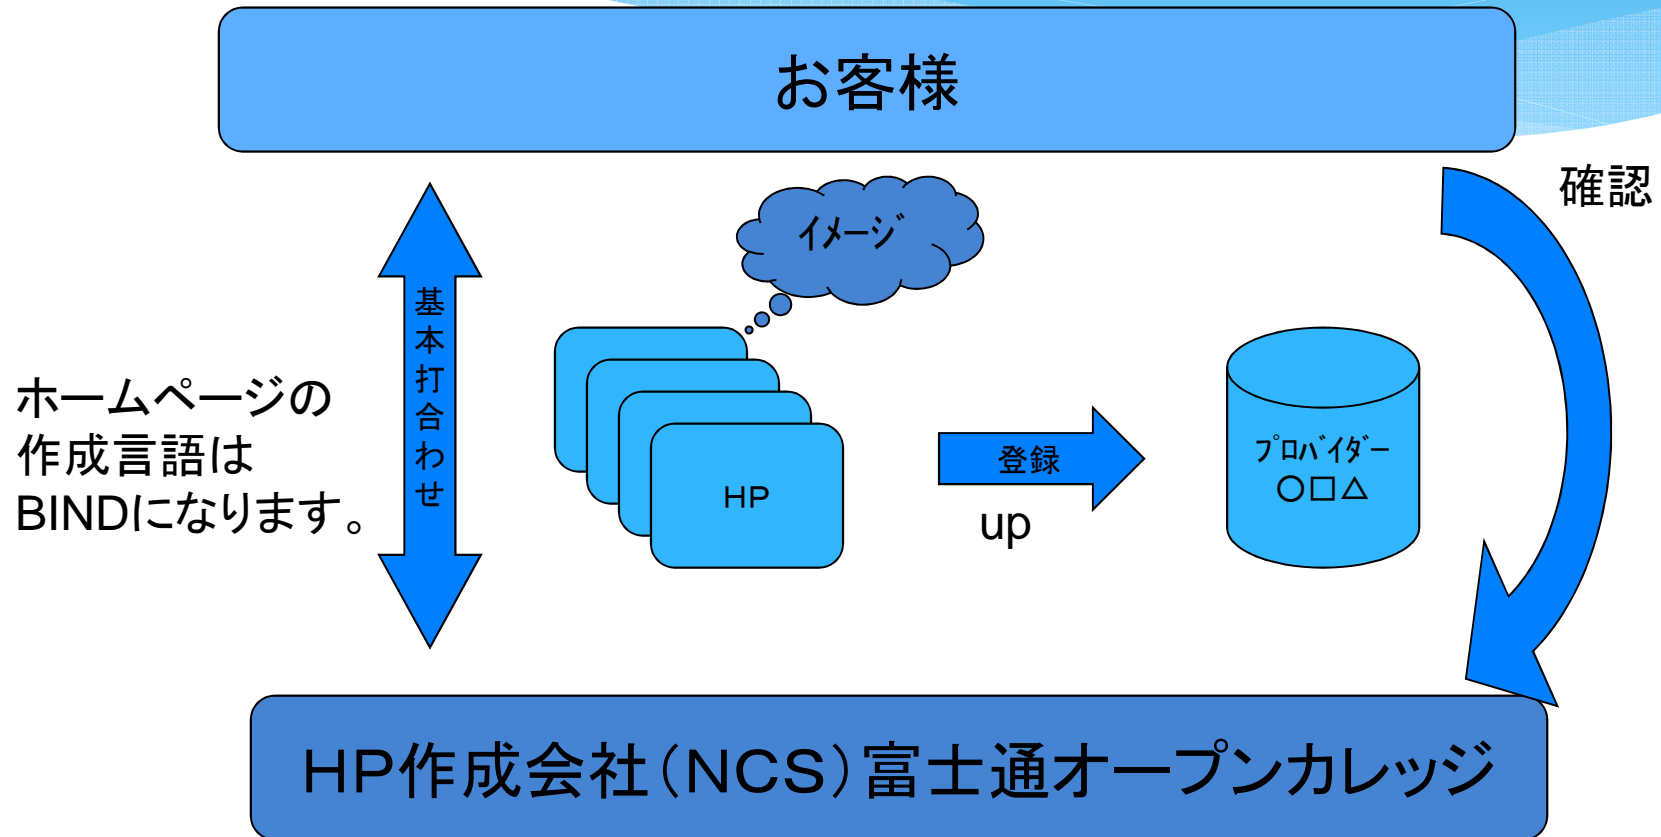 お客様
確認
イメージ
基本打合わせ
ホームページの
作成言語は
BINDになります。
HP
登録
up
プロバイダー
○□△
HP作成会社(NCS)富士通オープンカレッジ